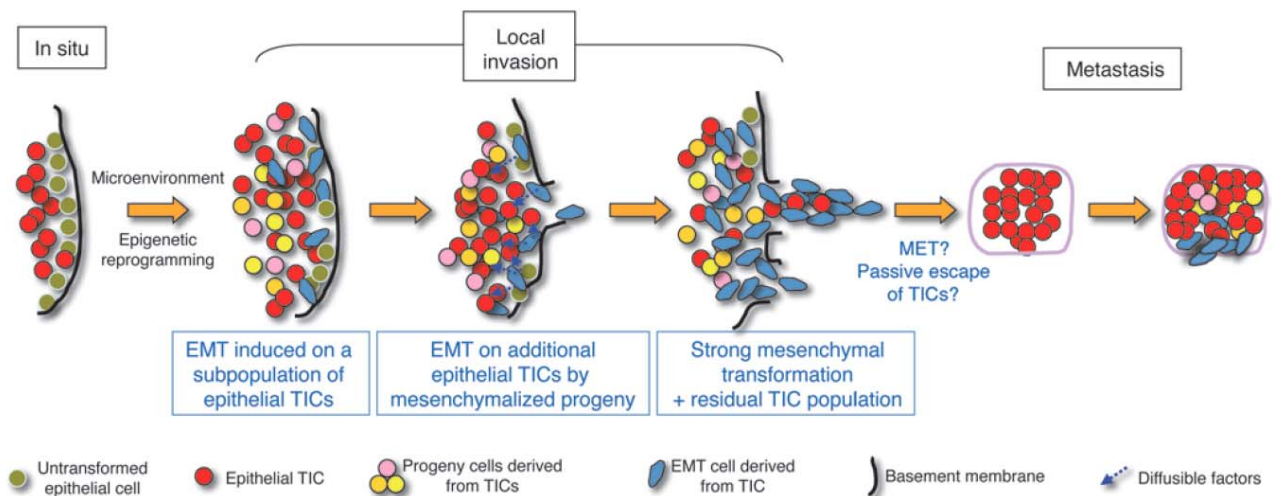 In situ
Local
invasion
Metastasis
Microenvironment
Epigenetic
reprogramming
MET?
Passive escape
of TICs?
EMT induced on a
subpopulation of
epithelial TICs
EMT on additional
epithelial TICs by
mesenchymalized progeny
Strong mesenchymal
transformation
+ residual TIC population
Untransformed
epithelial cell
Epithelial TIC
Progeny cells derived
from TICs
EMT cell derived
from TIC
Basement membrane
Diffusible factors